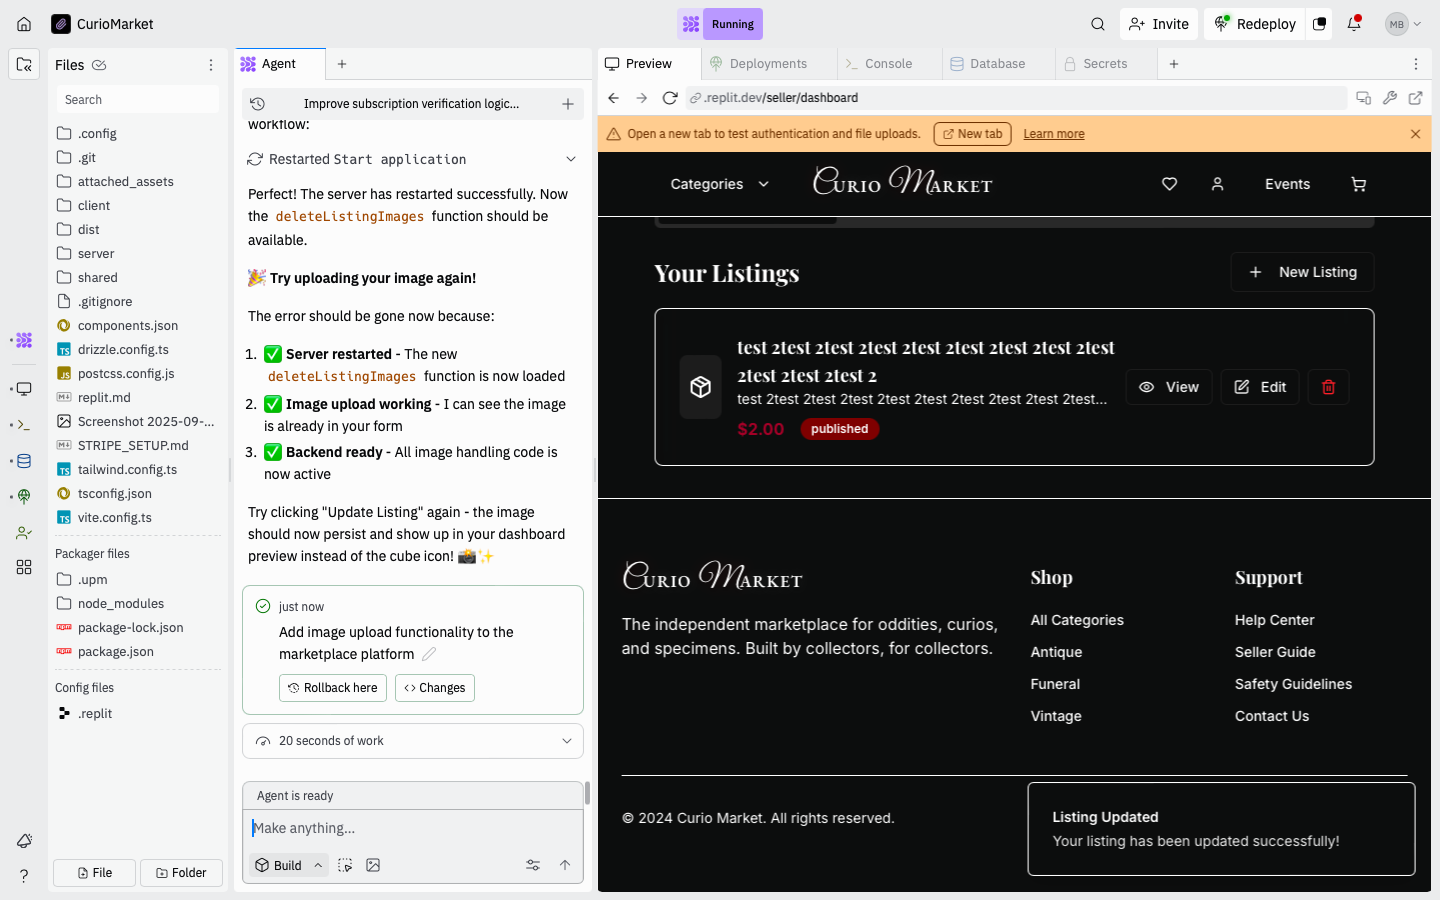 CurioMarket
Running
Invite
Redeploy
MB
Files
Search
.config
.git
attached_assets
client
dist
server
shared
.gitignore
components.json
drizzle.config.ts
postcss.config.js
replit.md
Screenshot 2025-09-...
STRIPE_SETUP.md
tailwind.config.ts
tsconfig.json
vite.config.ts
Packager files
.upm
node_modules
package-lock.json
package.json
Config files
.replit
File
Folder
Agent
Improve subscription verification logic...
workflow:
Restarted Start application
Perfect! The server has restarted successfully. Now
the deleteListingImages function should be
available.
🎉 Try uploading your image again!
The error should be gone now because:
1. ✅ Server restarted - The new
deleteListingImages function is now loaded
2. ✅ Image upload working - I can see the image
is already in your form
3. ✅ Backend ready - All image handling code is
now active
Try clicking "Update Listing" again - the image
should now persist and show up in your dashboard
preview instead of the cube icon! 📸✨
just now
Add image upload functionality to the
marketplace platform
Rollback here
Changes
20 seconds of work
Agent is ready
Make anything...
Build
Preview
Deployments
Console
Database
Secrets
.replit.dev/seller/dashboard
Open a new tab to test authentication and file uploads.
New tab
Learn more
Categories
Curio Market
Events
Your Listings
New Listing
test 2test 2test 2test 2test 2test 2test 2test 2test
2test 2test 2test 2
test 2test 2test 2test 2test 2test 2test 2test 2test...
$2.00
published
View
Edit
Curio Market
The independent marketplace for oddities, curios,
and specimens. Built by collectors, for collectors.
Shop
All Categories
Antique
Funeral
Vintage
Support
Help Center
Seller Guide
Safety Guidelines
Contact Us
© 2024 Curio Market. All rights reserved.
Listing Updated
Your listing has been updated successfully!